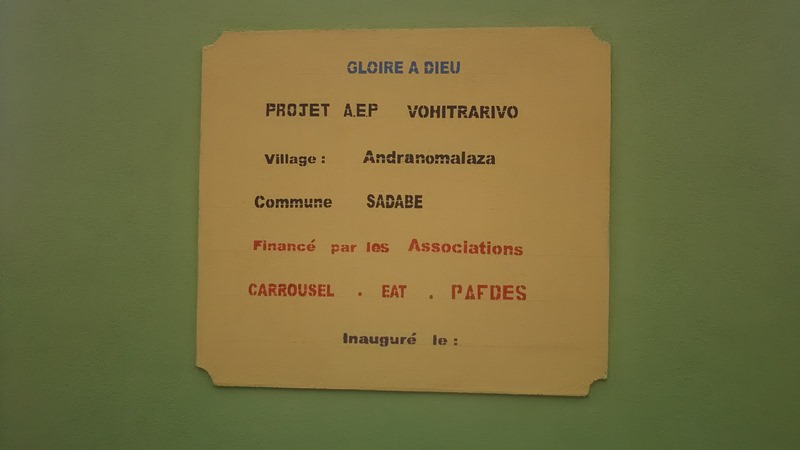 GLOIRE A DIEU
PROJET A.E.P VOHITRARIVO
Village : Andranomalaza
Commune SADABE
Financé par les Associations
CARROUSEL . EAT . PAFDES
Inauguré le :